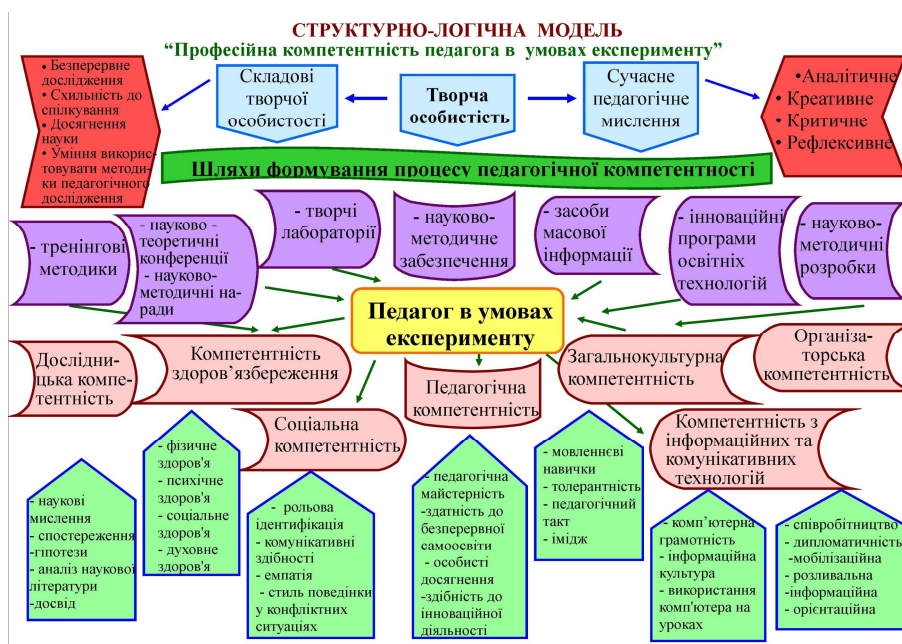 СТРУКТУРНО-ЛОГІЧНА МОДЕЛЬ
“Професійна компетентність педагога в умовах експерименту”
• Безперервне
дослідження
• Схильність до
спілкування
• Досягнення
науки
• Уміння викорис-
товувати методи-
ки педагогічного
дослідження
Складові
творчої
особистості
Творча
особистість
Сучасне
педагогічне
мислення
•Аналітичне
• Креативне
• Критичне
• Рефлексивне
Шляхи формування процесу педагогічної компетентності
- тренінгові
методики
- науково -
теоретичні
конференції
- науково-
методичні на-
ради
- творчі
лабораторії
- науково-
методичне
забезпечення
- засоби
масової
інформації
- інноваційні
програми
освітніх
технологій
- науково-
методичні
розробки
Педагог в умовах
експерименту
Дослідни-
цька компе-
тентність
Компетентність
здоров’язбереження
Соціальна
компетентність
Педагогічна
компетентність
Загальнокультурна
компетентність
Організа-
торська
компетентність
Компетентність з
інформаційних та
комунікативних
технологій
- наукові
мислення
- спостереження
- гіпотези
- аналіз наукової
літератури
-досвід
- фізичне
здоров'я
- психічне
здоров'я
- соціальне
здоров'я
- духовне
здоров'я
- рольова
ідентифікація
- комунікативні
здібності
- емпатія
- стиль поведінки
у конфліктних
ситуаціях
- педагогічна
майстерність
-здатність до
безперервної
самоосвіти
- особисті
досягнення
-здібність до
інноваційної
діяльності
- мовленнєві
навички
- толерантність
- педагогічний
такт
- імідж
- комп’ютерна
грамотність
- інформаційна
культура
- використання
комп'ютера на
уроках
- співробітництво
- дипломатичність
-мобілізаційна
- розливальна
-інформаційна
- орієнтаційна